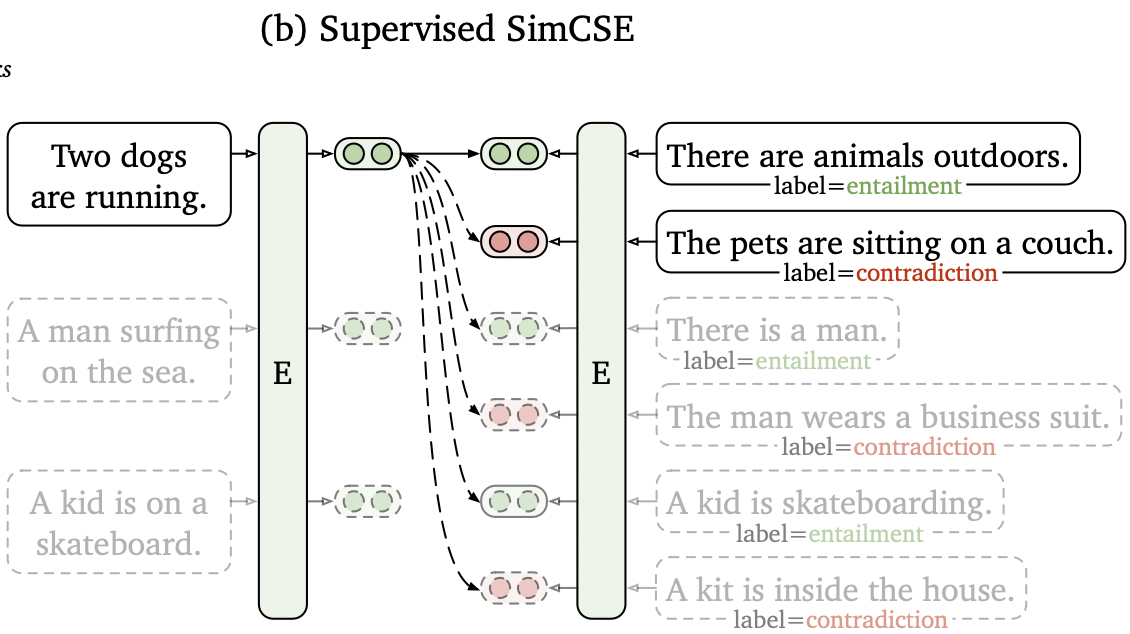 (b) Supervised SimCSE
Two dogs
are running.
A man surfing
on the sea.
A kid is on a
skateboard.
E
E
There are animals outdoors.
label=entailment
The pets are sitting on a couch.
label=contradiction
There is a man.
label=entailment
The man wears a business suit.
label=contradiction
A kid is skateboarding.
label=entailment
A kit is inside the house.
label=contradiction